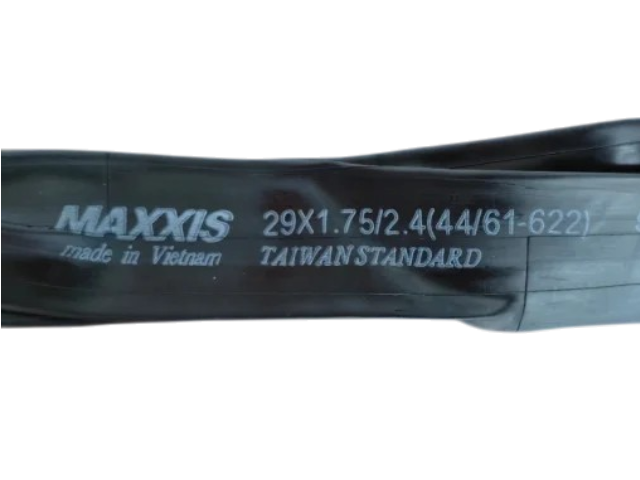 MAXXIS 29X1.75/2.4(44/61-622)
made in Vietnam TAIWAN STANDARD